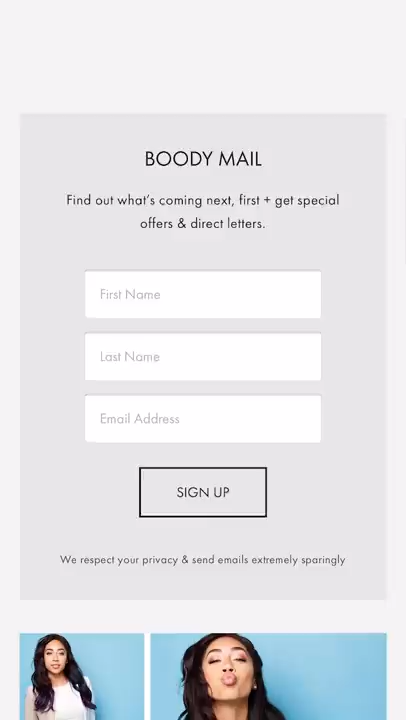 BOODY MAIL
Find out what's coming next, first + get special
offers & direct letters.
First Name
Last Name
Email Address
SIGN UP
We respect your privacy & send emails extremely sparingly